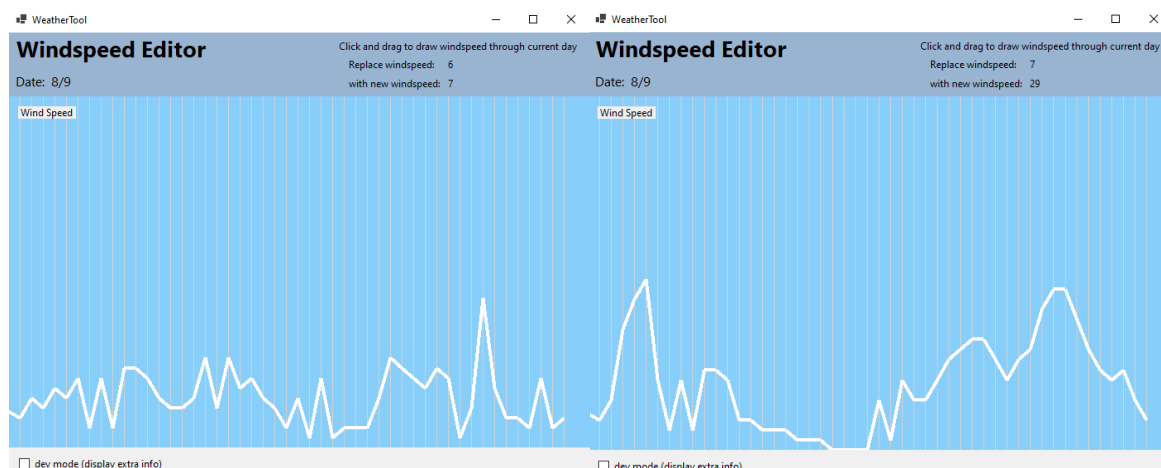 WeatherTool
Windspeed Editor
Click and drag to draw windspeed through current day
Replace windspeed: 6
Date: 8/9
with new windspeed: 7
Wind Speed
dev mode (display extra info)
WeatherTool
Windspeed Editor
Click and drag to draw windspeed through current day
Replace windspeed: 7
Date: 8/9
with new windspeed: 29
Wind Speed
dev mode (display extra info)